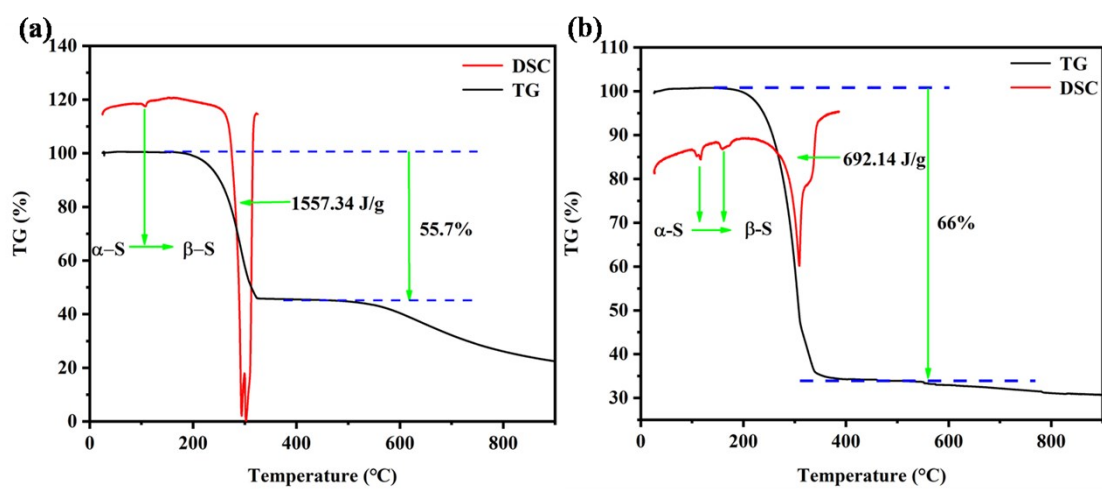 (a)
140
120
100
80
60
40
20
0
TG (%)
0
200
400
600
800
Temperature (°C)
DSC
TG
1557.34 J/g
55.7%
α–S
β–S
(b)
100
90
80
70
60
50
40
30
TG (%)
0
200
400
600
800
Temperature (°C)
TG
DSC
692.14 J/g
66%
α-S
β-S